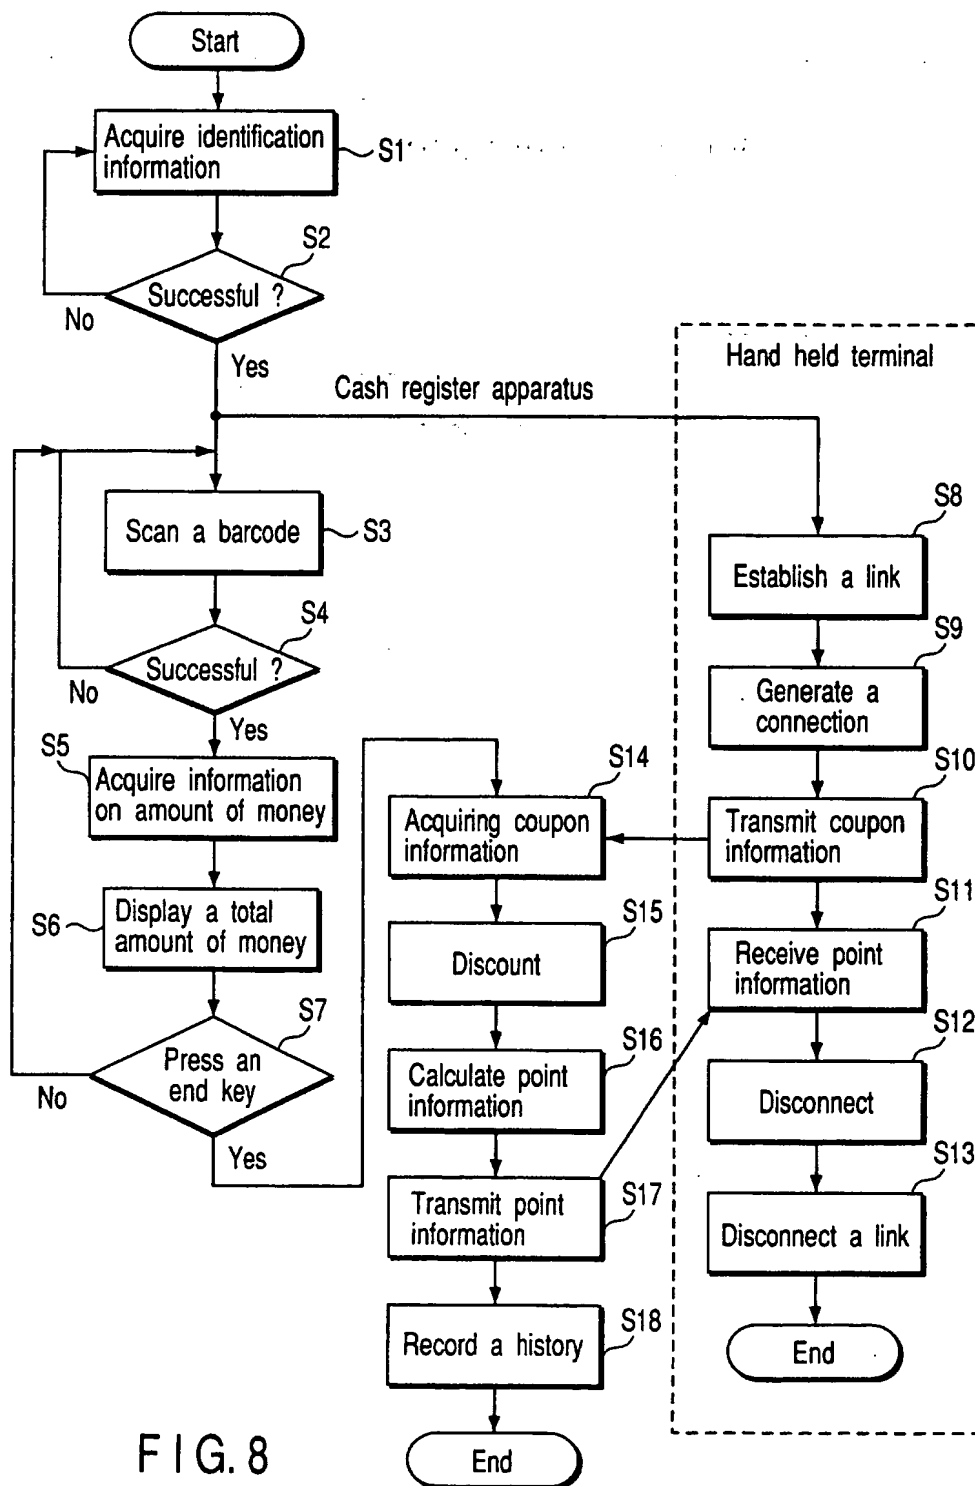 Start
Acquire identification
information
S1
S2
Successful ?
No
Yes
Cash register apparatus
Hand held terminal
Scan a barcode
S3
S4
Successful ?
No
Yes
S5
Acquire information
on amount of money
S6
Display a total
amount of money
S7
Press an
end key
No
Yes
S14
Acquiring coupon
information
S15
Discount
S16
Calculate point
information
Transmit point
information
S17
S18
Record a history
End
S8
Establish a link
S9
Generate a
connection
S10
Transmit coupon
information
S11
Receive point
information
S12
Disconnect
S13
Disconnect a link
End
FIG. 8